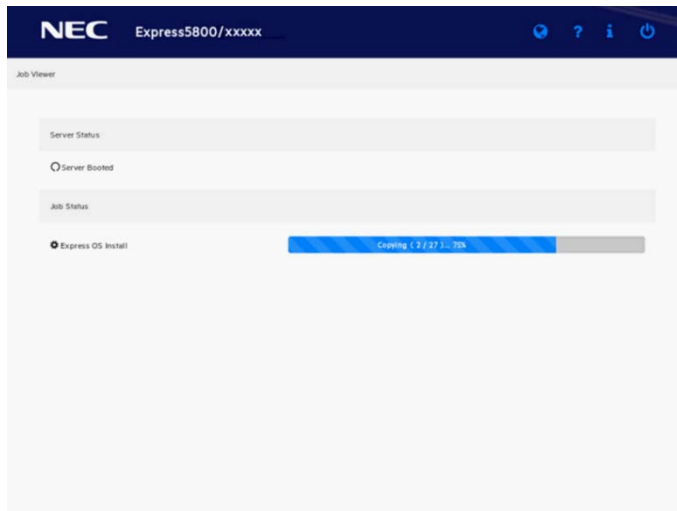 NEC Express5800/xxxxx
Job Viewer
Server Status
Server Booted
Job Status
Express OS Install Copying ( 2 / 27 )... 75%